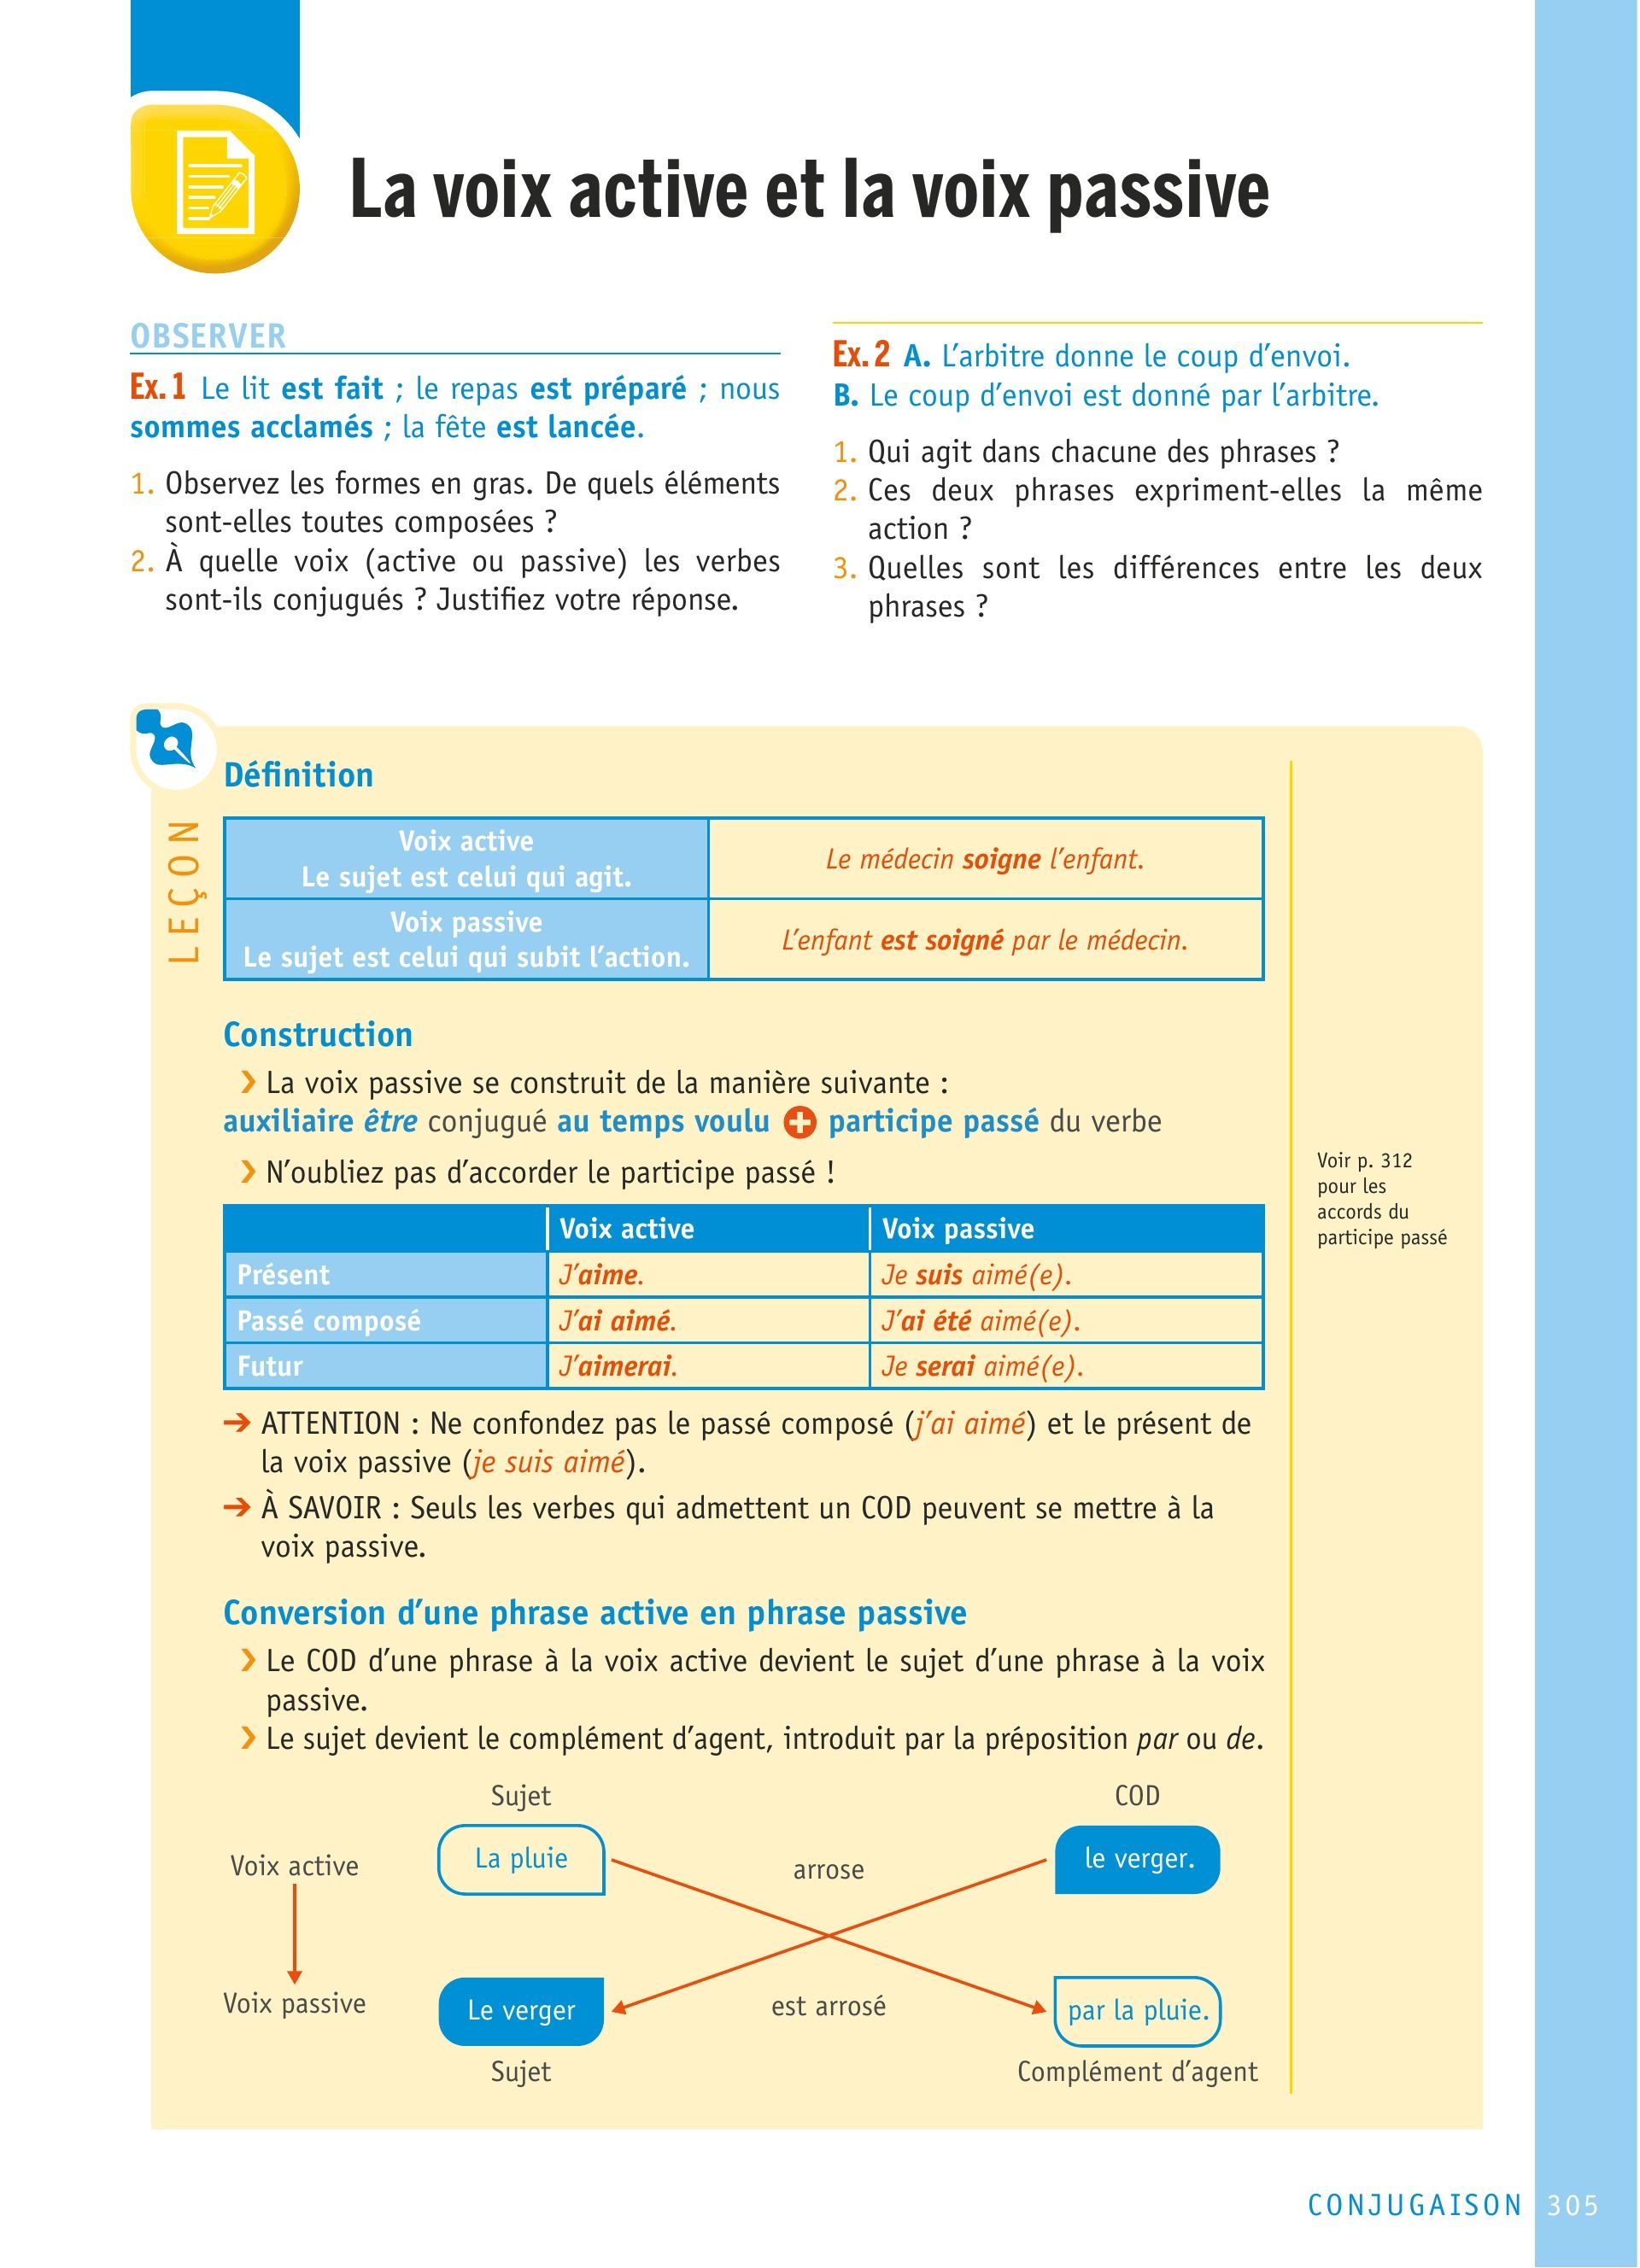 La voix active et la voix passive
OBSERVER
Ex. 1 Le lit est fait ; le repas est préparé ; nous
sommes acclamés ; la fête est lancée.
1. Observez les formes en gras. De quels éléments
sont-elles toutes composées ?
2. À quelle voix (active ou passive) les verbes
sont-ils conjugués ? Justifiez votre réponse.
Ex. 2 A. L’arbitre donne le coup d’envoi.
B. Le coup d’envoi est donné par l’arbitre.
1. Qui agit dans chacune des phrases ?
2. Ces deux phrases expriment-elles la même
action ?
3. Quelles sont les différences entre les deux
phrases ?
LEÇON
Définition
Voix active
Le sujet est celui qui agit.
Le médecin soigne l’enfant.
Voix passive
Le sujet est celui qui subit l’action.
L’enfant est soigné par le médecin.
Construction
› La voix passive se construit de la manière suivante :
auxiliaire être conjugué au temps voulu + participe passé du verbe
› N’oubliez pas d’accorder le participe passé !
Voir p. 312
pour les
accords du
participe passé
Voix active Voix passive
Présent J’aime. Je suis aimé(e).
Passé composé J’ai aimé. J’ai été aimé(e).
Futur J’aimerai. Je serai aimé(e).
➔ ATTENTION : Ne confondez pas le passé composé (j’ai aimé) et le présent de
la voix passive (je suis aimé).
➔ À SAVOIR : Seuls les verbes qui admettent un COD peuvent se mettre à la
voix passive.
Conversion d’une phrase active en phrase passive
› Le COD d’une phrase à la voix active devient le sujet d’une phrase à la voix
passive.
› Le sujet devient le complément d’agent, introduit par la préposition par ou de.
Sujet COD
Voix active La pluie arrose le verger.
Voix passive Le verger est arrosé par la pluie.
Sujet Complément d’agent
CONJUGAISON 305